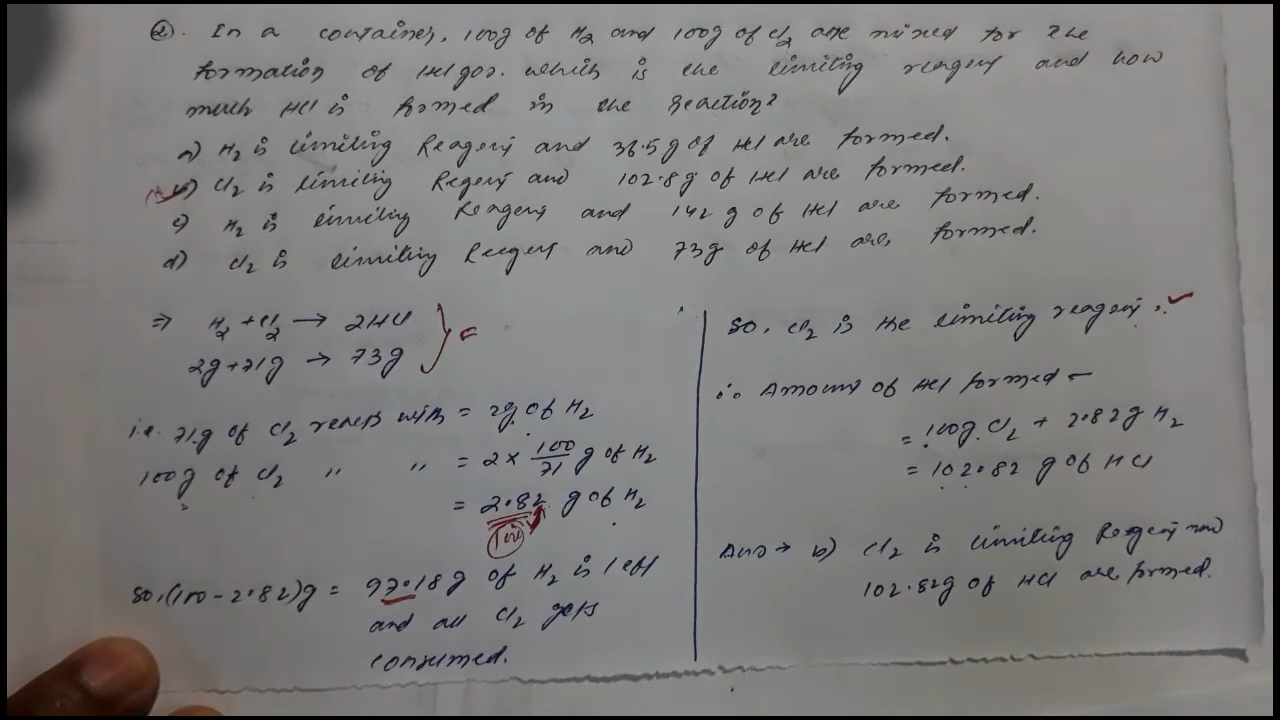 ②. In a container, 100g of H₂ and 100g of Cl₂ are mixed for the
formation of HCl gas. which is the limiting reagent and how
much HCl is formed in the reaction?
a) H₂ is limiting Reagent and 36.5g of HCl are formed.
b) Cl₂ is limiting Regent and 102.8g of HCl are formed.
c) H₂ is limiting Reagent and 142 g of HCl are formed.
d) Cl₂ is limiting Reegent and 73g of HCl are, formed.
⇒ H₂ + Cl₂ → 2HCl
2g + 71g → 73g
i.e. 71g of Cl₂ reacts with = 2g of H₂
100g of Cl₂ " " = 2 × 100/71 g of H₂
= 2.82 g of H₂
So, (100 - 2.82)g = 97.18g of H₂ is left
and all Cl₂ gets
consumed.
So, Cl₂ is the limiting reagent.
∴ Amount of HCl formed -
= 100g Cl₂ + 2.82g H₂
= 102.82 g of HCl
Ans → b) Cl₂ is limiting Reagent and
102.82g of HCl are formed.